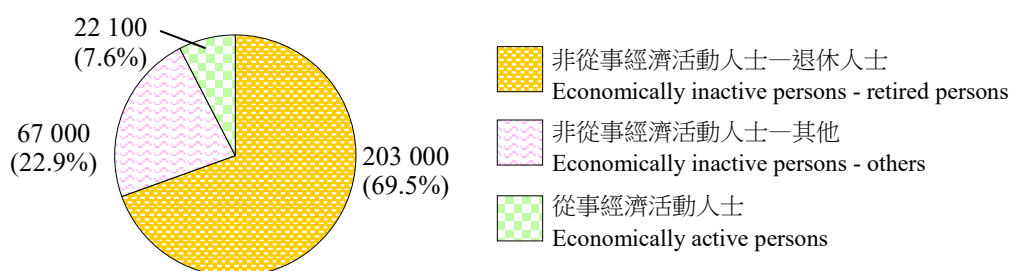 22 100
(7.6%)
67 000
(22.9%)
203 000
(69.5%)
非從事經濟活動人士－退休人士
Economically inactive persons - retired persons
非從事經濟活動人士－其他
Economically inactive persons - others
從事經濟活動人士
Economically active persons